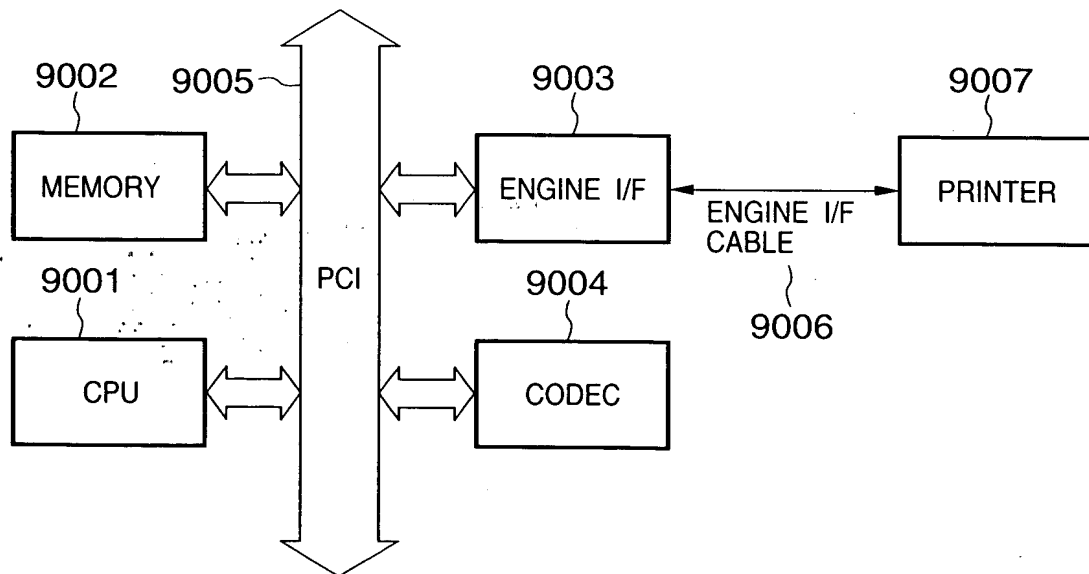 9002
9005
9003
9007
MEMORY
ENGINE I/F
PRINTER
ENGINE I/F
CABLE
9006
PCI
9001
9004
CPU
CODEC